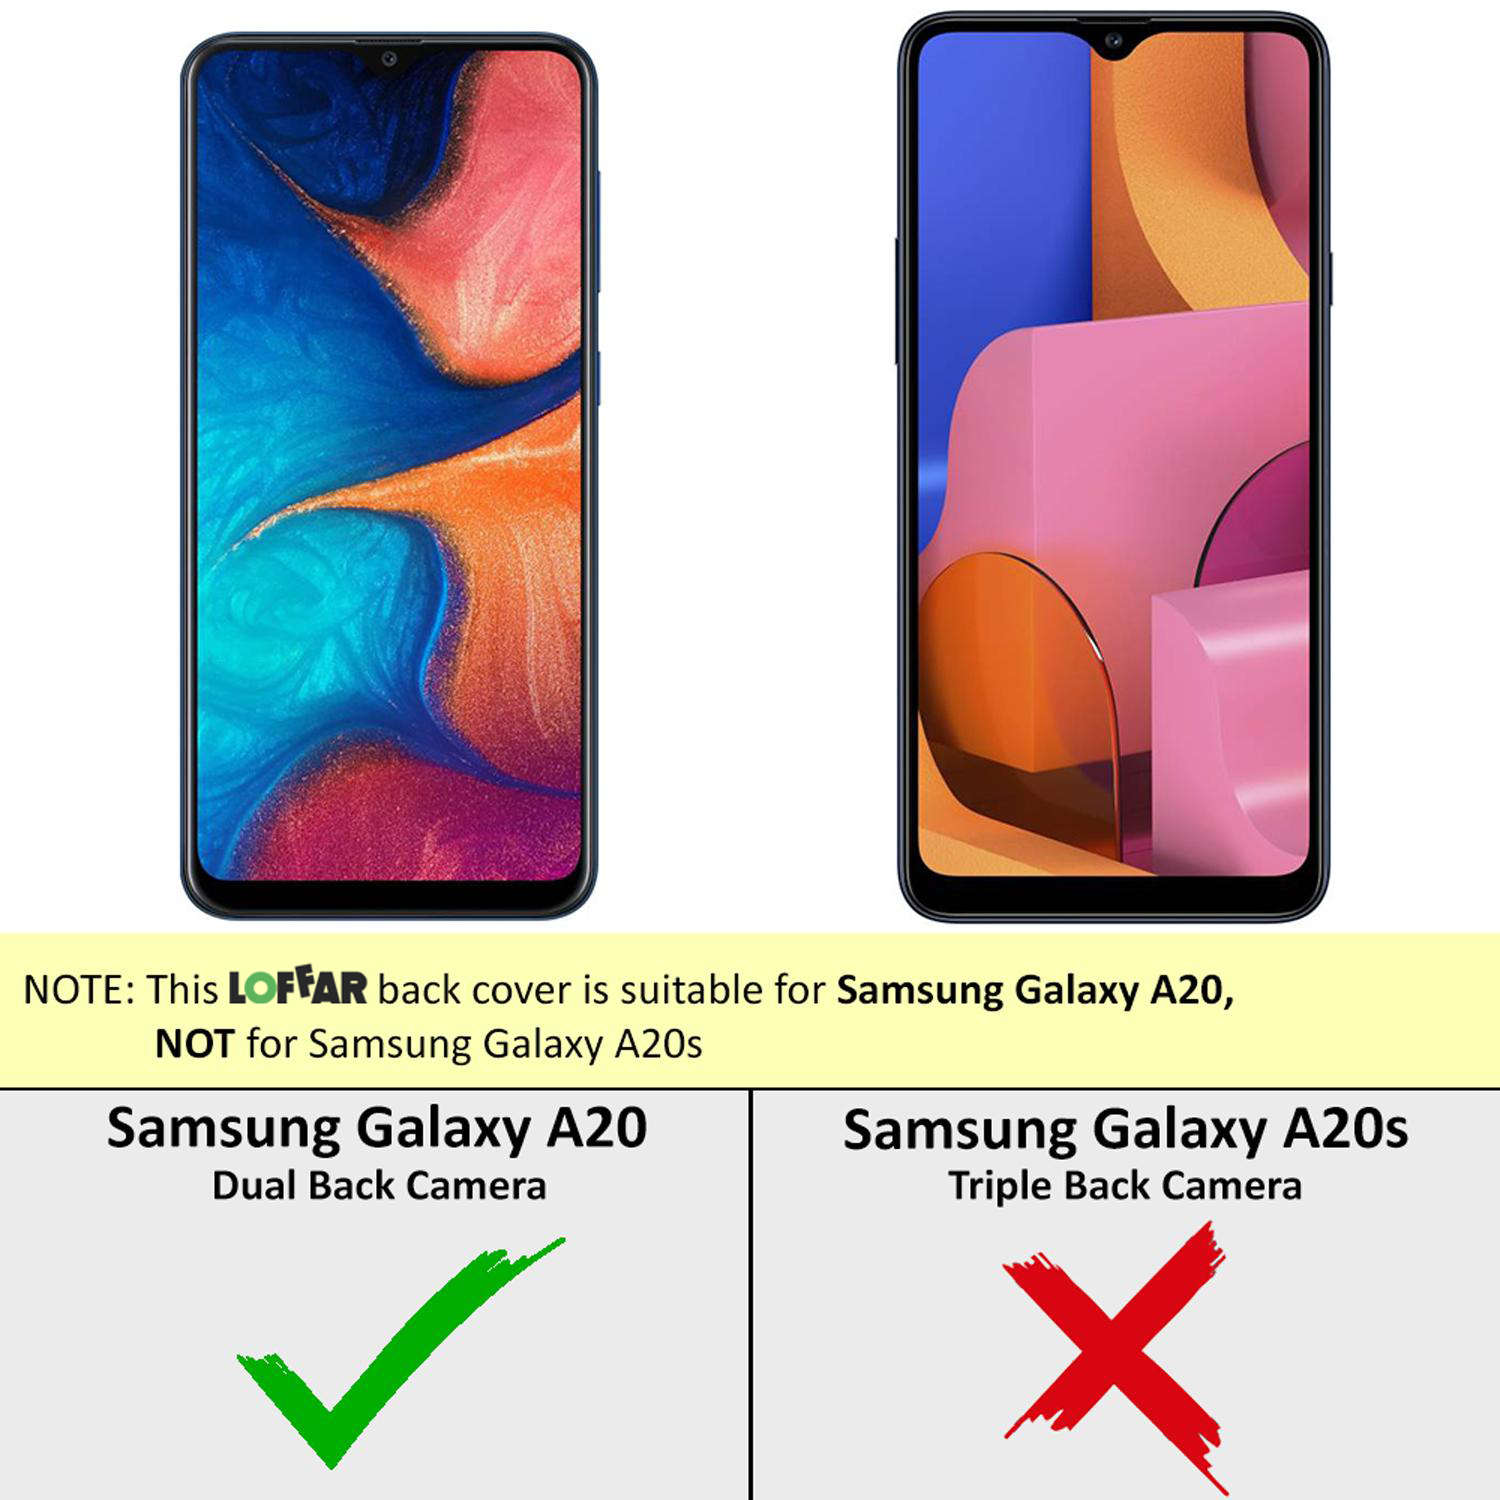 NOTE: This LOFFAR back cover is suitable for Samsung Galaxy A20,
NOT for Samsung Galaxy A20s
Samsung Galaxy A20
Dual Back Camera
Samsung Galaxy A20s
Triple Back Camera